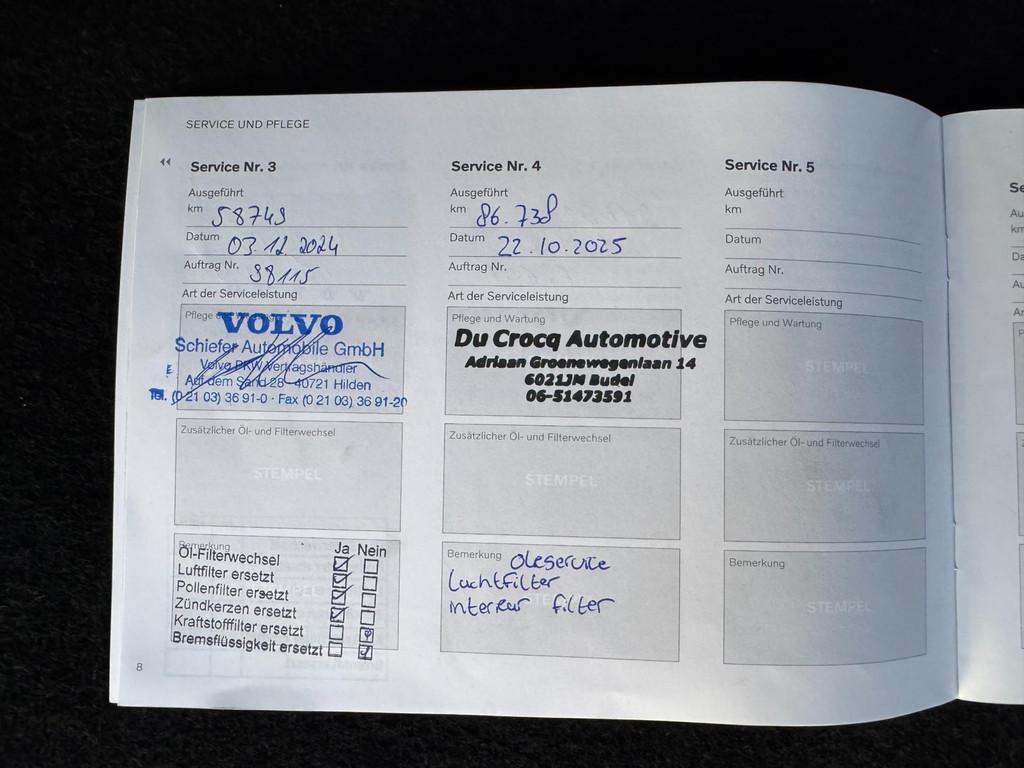 SERVICE UND PFLEGE
Service Nr. 3
Ausgeführt
km 58749
Datum 03.12.2024
Auftrag Nr. 38115
Art der Serviceleistung
Pflege
VOLVO
Schiefer Automobile GmbH
Volvo PKW Vertragshändler
Auf dem Sand 28 · 40721 Hilden
Tel. (0 21 03) 36 91-0 · Fax (0 21 03) 36 91-20
Zusätzlicher Öl- und Filterwechsel
STEMPEL
Bemerkung
Ja Nein
Öl-Filterwechsel
Luftfilter ersetzt
Pollenfilter ersetzt
Zündkerzen ersetzt
Kraftstofffilter ersetzt
Bremsflüssigkeit ersetzt
8
Service Nr. 4
Ausgeführt
km 86.738
Datum 22.10.2025
Auftrag Nr.
Art der Serviceleistung
Pflege und Wartung
Du Crocq Automotive
Adriaan Groenewegenlaan 14
6021JM Budel
06-51473591
Zusätzlicher Öl- und Filterwechsel
STEMPEL
Bemerkung Olieservice
Luchtfilter
interieur filter
Service Nr. 5
Ausgeführt
km
Datum
Auftrag Nr.
Art der Serviceleistung
Pflege und Wartung
STEMPEL
Zusätzlicher Öl- und Filterwechsel
STEMPEL
Bemerkung
STEMPEL